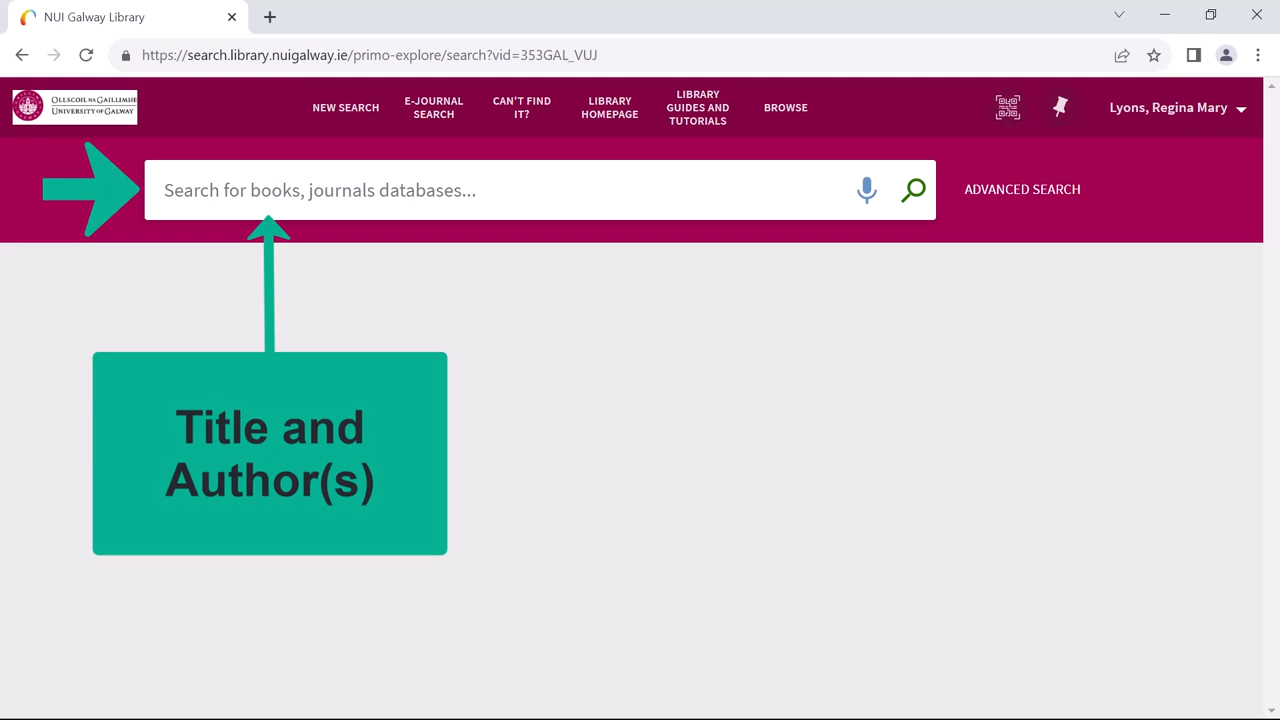 NUI Galway Library
https://search.library.nuigalway.ie/primo-explore/search?vid=353GAL_VUJ
OLLSCOIL NA GAILLIMHE
UNIVERSITY OF GALWAY
NEW SEARCH
E-JOURNAL
SEARCH
CAN'T FIND
IT?
LIBRARY
HOMEPAGE
LIBRARY
GUIDES AND
TUTORIALS
BROWSE
Lyons, Regina Mary
Search for books, journals databases...
ADVANCED SEARCH
Title and
Author(s)